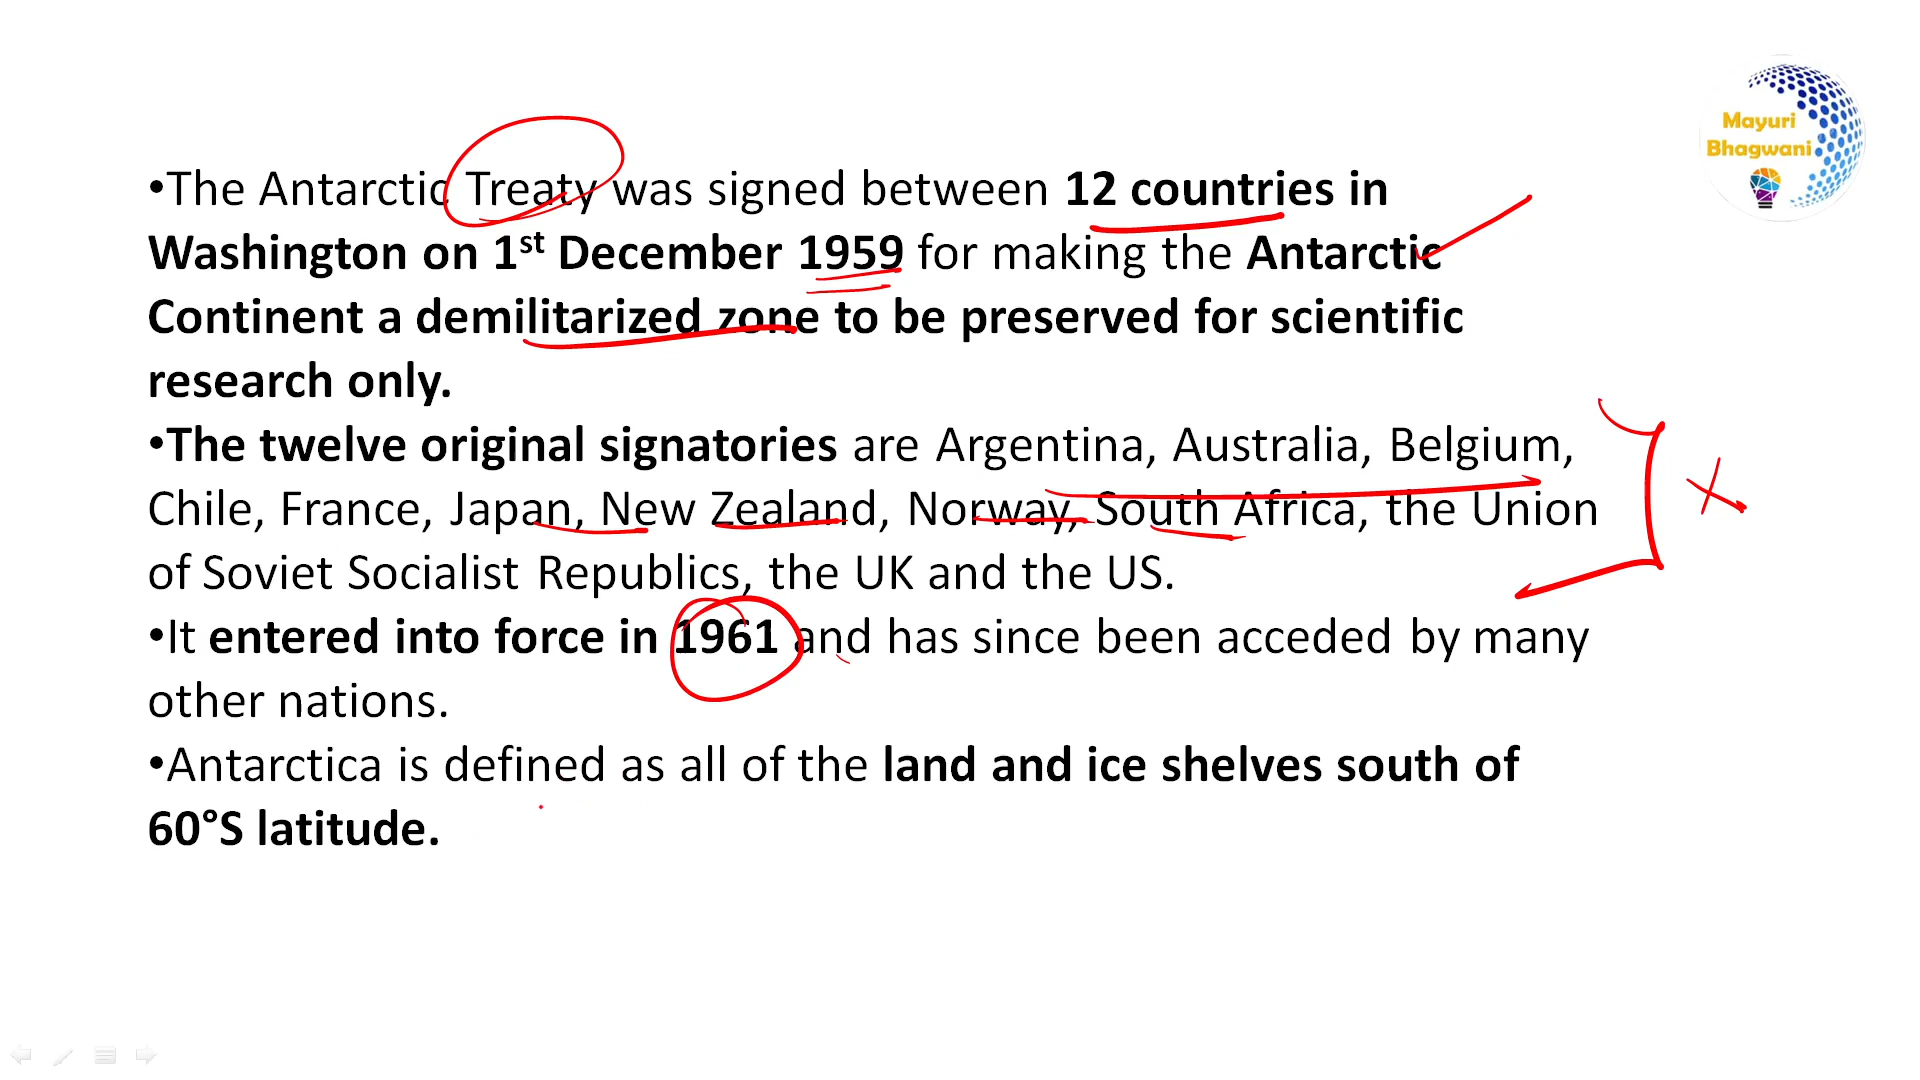 Mayuri
Bhagwani
•The Antarctic Treaty was signed between 12 countries in
Washington on 1st December 1959 for making the Antarctic
Continent a demilitarized zone to be preserved for scientific
research only.
•The twelve original signatories are Argentina, Australia, Belgium,
Chile, France, Japan, New Zealand, Norway, South Africa, the Union
of Soviet Socialist Republics, the UK and the US.
•It entered into force in 1961 and has since been acceded by many
other nations.
•Antarctica is defined as all of the land and ice shelves south of
60°S latitude.